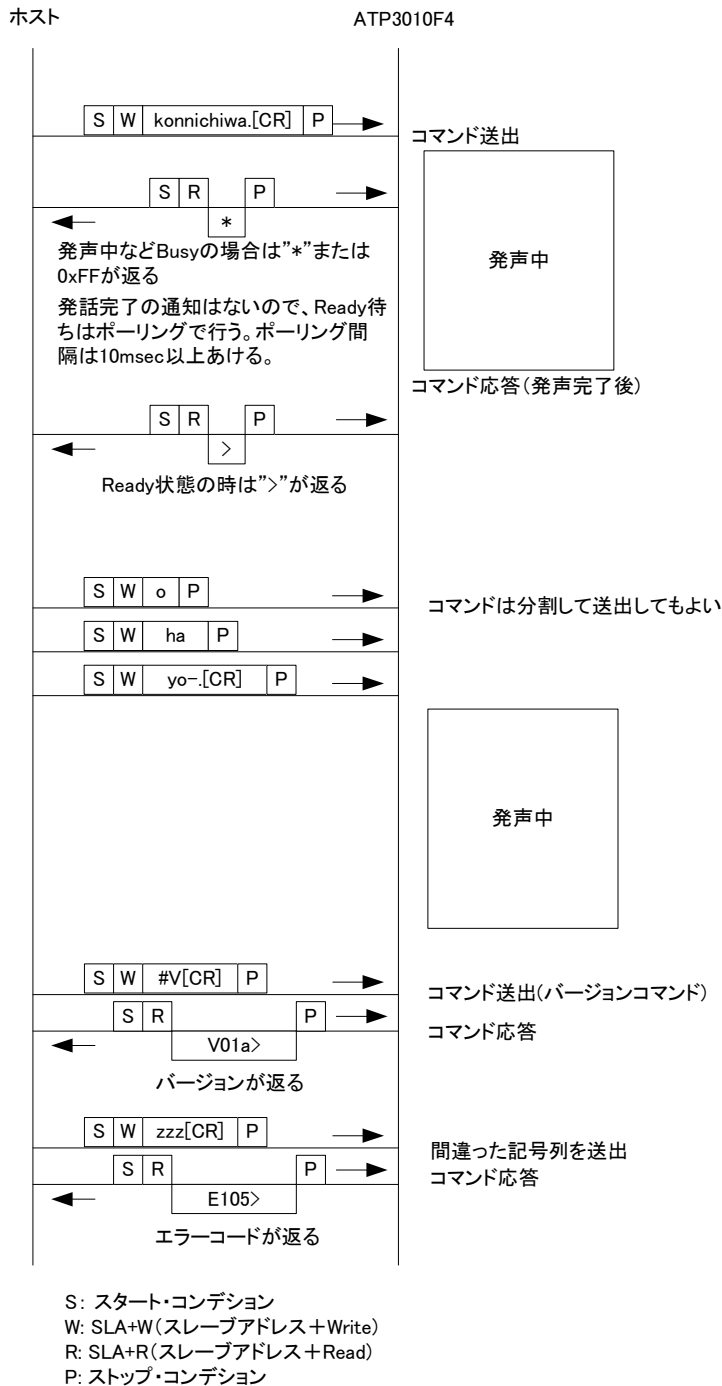 ホスト
ATP3010F4
S W konnichiwa.[CR] P
コマンド送出
S R P
*
発声中などBusyの場合は”*”または
0xFFが返る
発話完了の通知はないので、Ready待
ちはポーリングで行う。ポーリング間
隔は10msec以上あける。
発声中
コマンド応答(発声完了後)
S R P
>
Ready状態の時は”>”が返る
S W o P
コマンドは分割して送出してもよい
S W ha P
S W yo-.[CR] P
発声中
S W #V[CR] P
コマンド送出(バージョンコマンド)
S R P
コマンド応答
V01a>
バージョンが返る
S W zzz[CR] P
間違った記号列を送出
S R P
コマンド応答
E105>
エラーコードが返る
S: スタート・コンデション
W: SLA+W(スレーブアドレス+Write)
R: SLA+R(スレーブアドレス+Read)
P: ストップ・コンデション